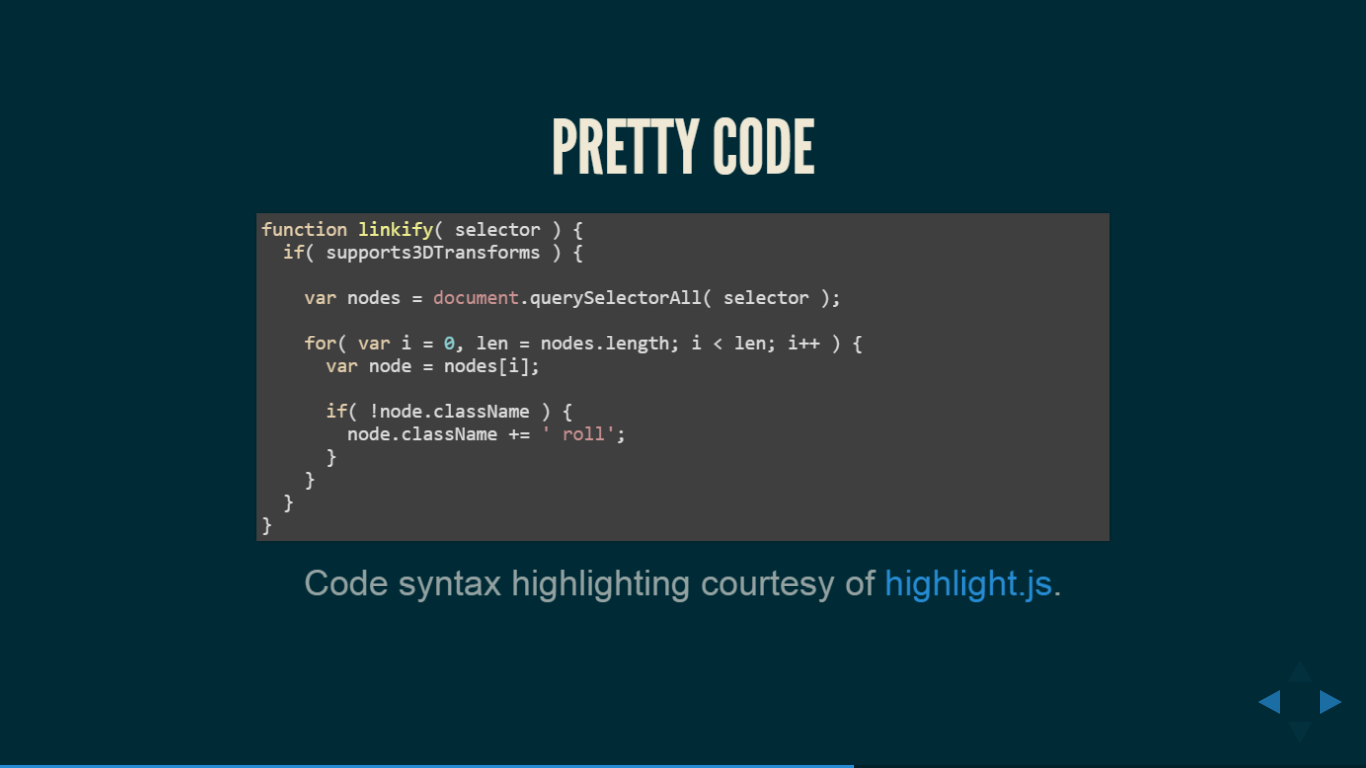 PRETTY CODE
function linkify( selector ) {
  if( supports3DTransforms ) {

    var nodes = document.querySelectorAll( selector );

    for( var i = 0, len = nodes.length; i < len; i++ ) {
      var node = nodes[i];

      if( !node.className ) {
        node.className += ' roll';
      }
    }
  }
}
Code syntax highlighting courtesy of highlight.js.